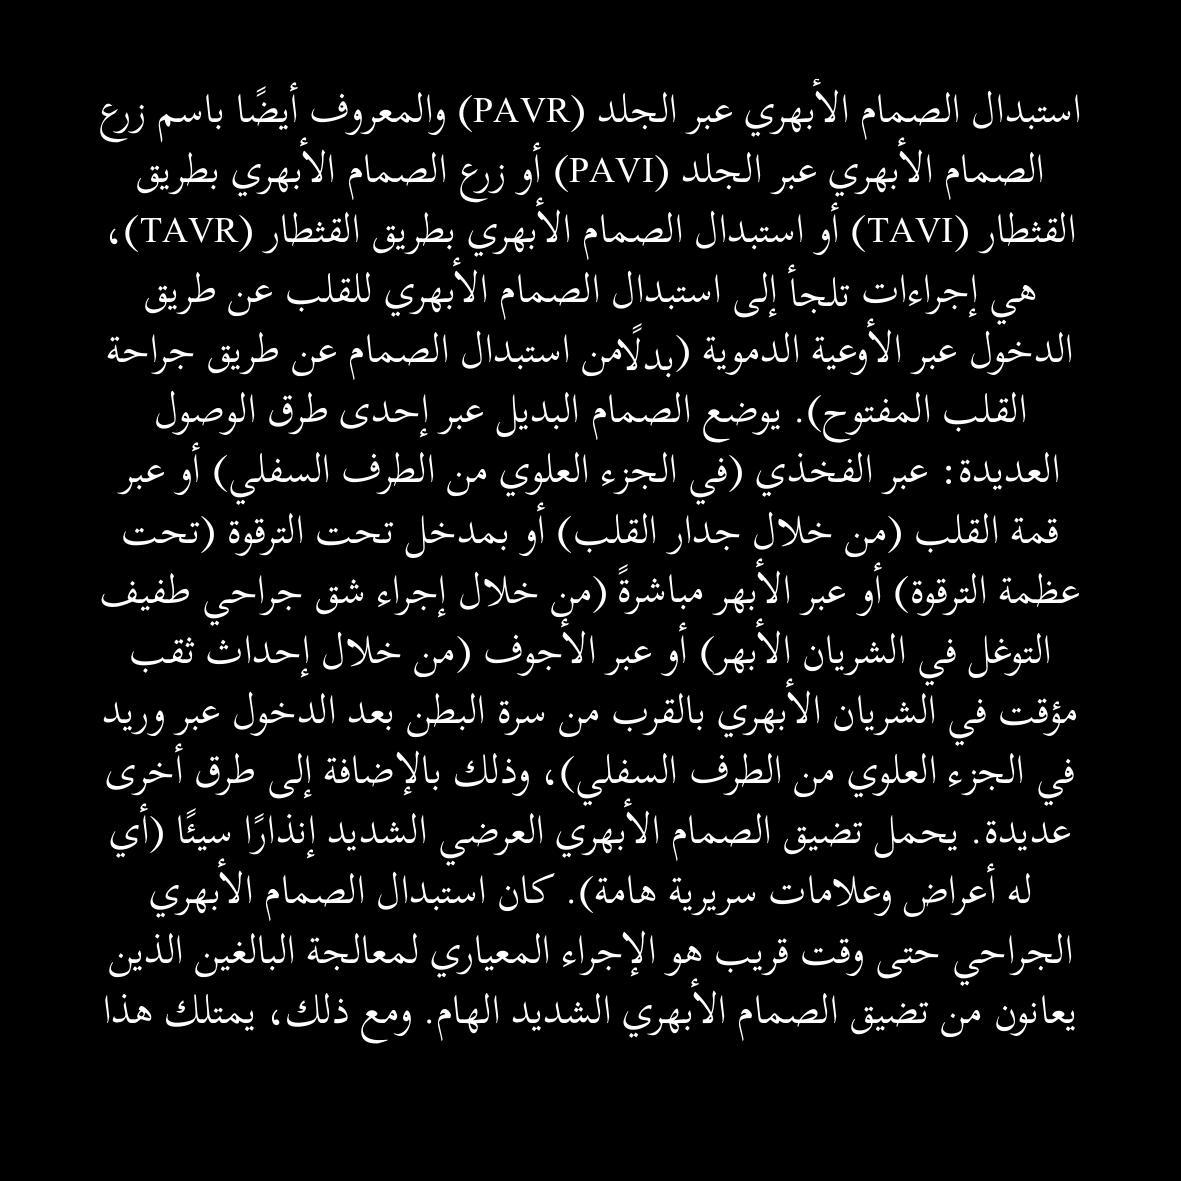 استبدال الصمام الأبهري عبر الجلد (PAVR) والمعروف أيضًا باسم زرع
الصمام الأبهري عبر الجلد (PAVI) أو زرع الصمام الأبهري بطريق
القثطار (TAVI) أو استبدال الصمام الأبهري بطريق القثطار (TAVR)،
هي إجراءات تلجأ إلى استبدال الصمام الأبهري للقلب عن طريق
الدخول عبر الأوعية الدموية (بدلًامن استبدال الصمام عن طريق جراحة
القلب المفتوح). يوضع الصمام البديل عبر إحدى طرق الوصول
العديدة: عبر الفخذي (في الجزء العلوي من الطرف السفلي) أو عبر
قمة القلب (من خلال جدار القلب) أو بمدخل تحت الترقوة (تحت
عظمة الترقوة) أو عبر الأبهر مباشرةً (من خلال إجراء شق جراحي طفيف
التوغل في الشريان الأبهر) أو عبر الأجوف (من خلال إحداث ثقب
مؤقت في الشريان الأبهري بالقرب من سرة البطن بعد الدخول عبر وريد
في الجزء العلوي من الطرف السفلي)، وذلك بالإضافة إلى طرق أخرى
عديدة. يحمل تضيق الصمام الأبهري العرضي الشديد إنذارًا سيئًا (أي
له أعراض وعلامات سريرية هامة). كان استبدال الصمام الأبهري
الجراحي حتى وقت قريب هو الإجراء المعياري لمعالجة البالغين الذين
يعانون من تضيق الصمام الأبهري الشديد الهام. ومع ذلك، يمتلك هذا